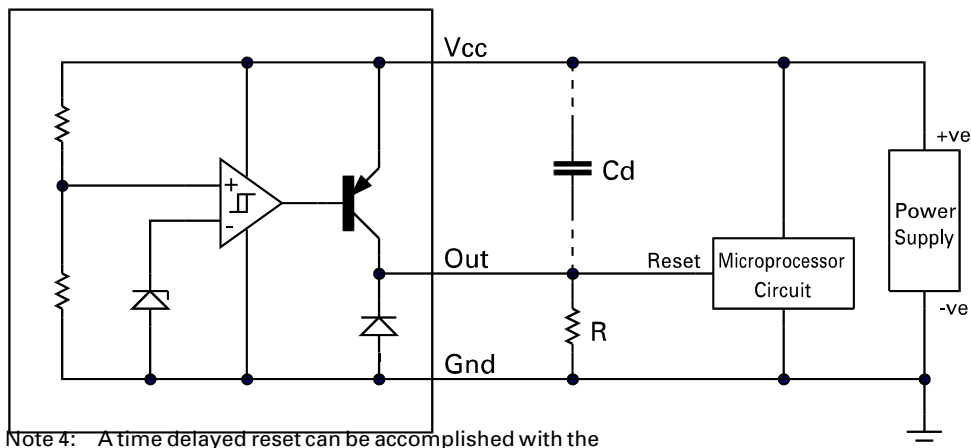 Vcc
+
-
Cd
+ve
Power
Supply
-ve
Out
Reset
Microprocessor
Circuit
R
Gnd
Note 4: A time delayed reset can be accomplished with the